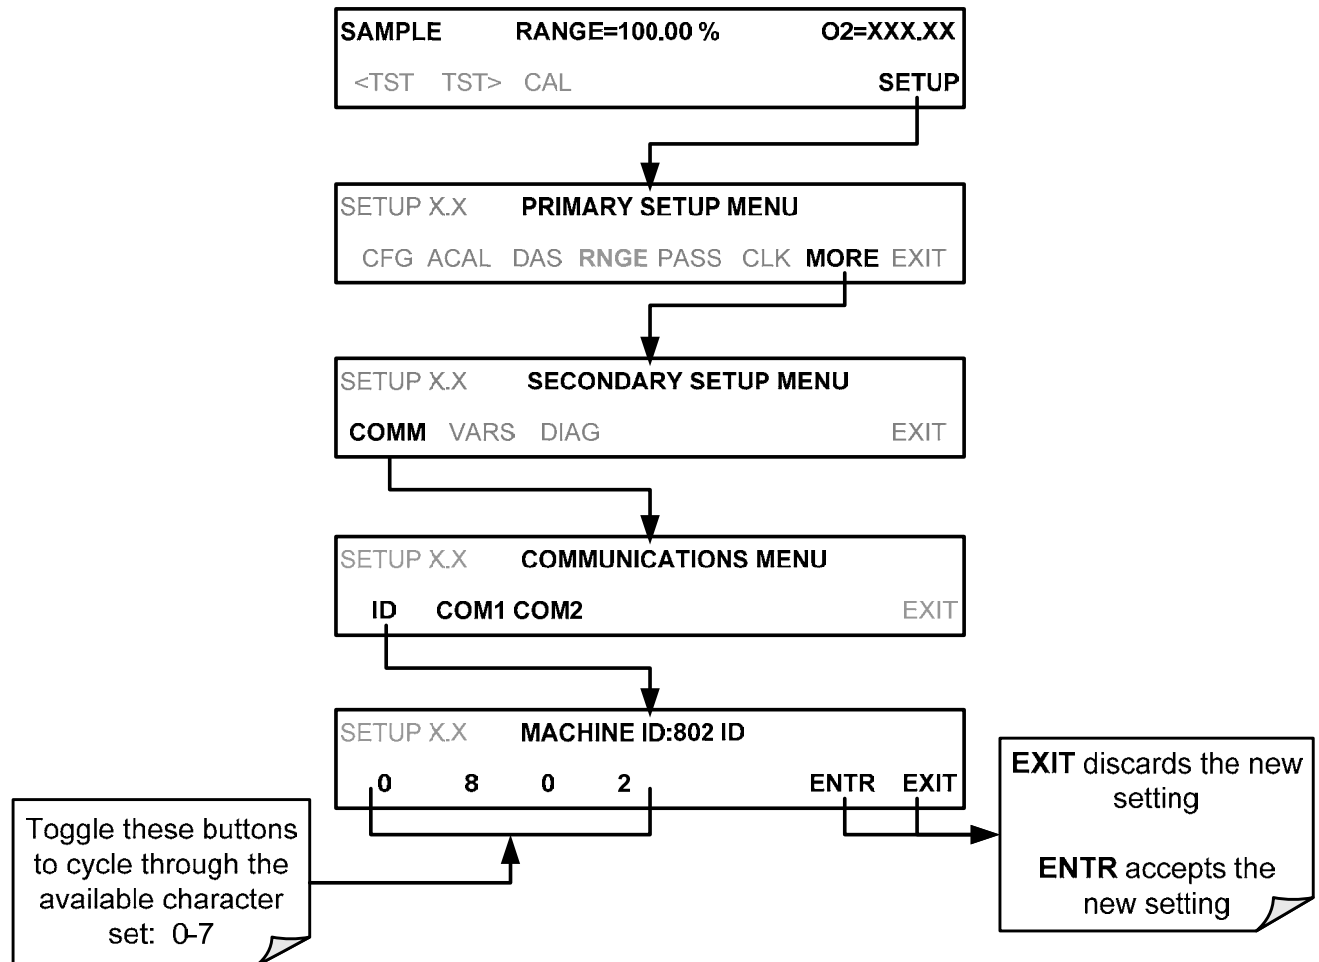 SAMPLE RANGE=100.00 % O2=XXX.XX
<TST TST> CAL SETUP
SETUP X.X PRIMARY SETUP MENU
CFG ACAL DAS RNGE PASS CLK MORE EXIT
SETUP X.X SECONDARY SETUP MENU
COMM VARS DIAG EXIT
SETUP X.X COMMUNICATIONS MENU
ID COM1 COM2 EXIT
SETUP X.X MACHINE ID:802 ID
0 8 0 2 ENTR EXIT
Toggle these buttons
to cycle through the
available character
set: 0-7
EXIT discards the new
setting
ENTR accepts the
new setting